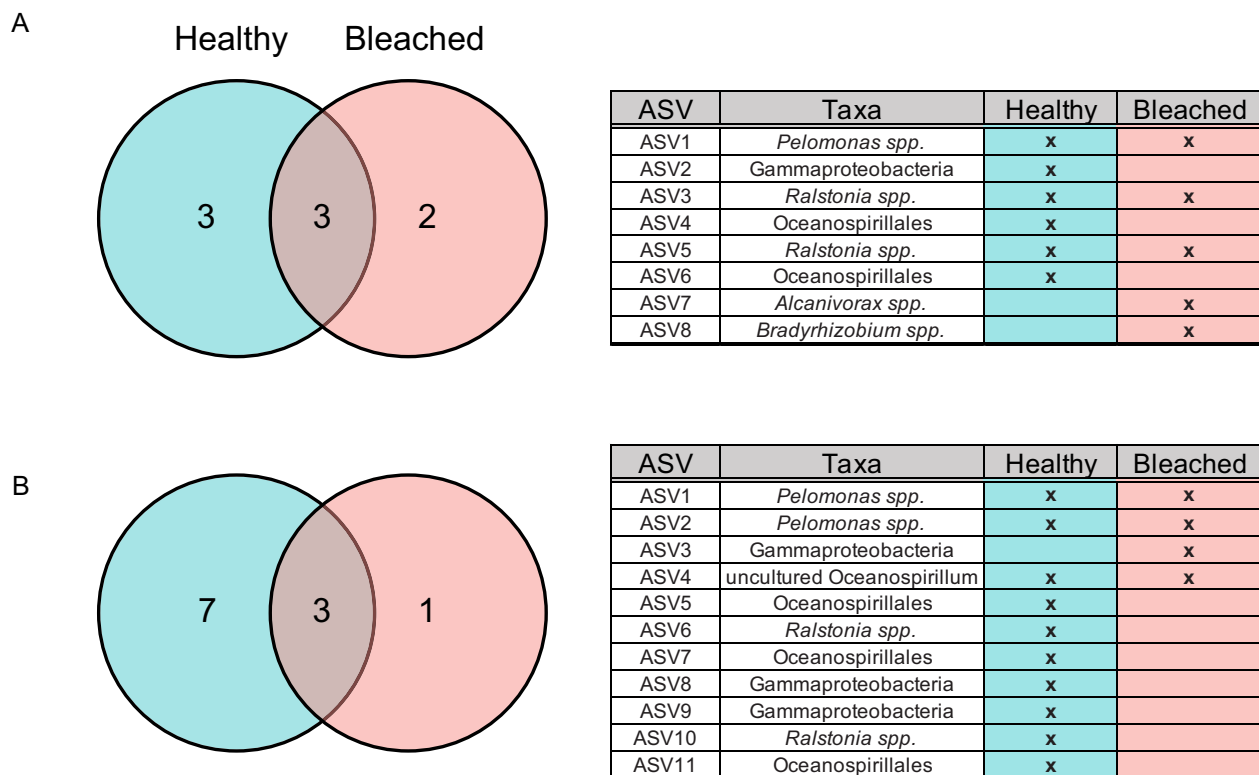 A
Healthy Bleached
3 3 2
ASV Taxa Healthy Bleached
ASV1 Pelomonas spp. x x
ASV2 Gammaproteobacteria x
ASV3 Ralstonia spp. x x
ASV4 Oceanospirillales x
ASV5 Ralstonia spp. x x
ASV6 Oceanospirillales x
ASV7 Alcanivorax spp. x
ASV8 Bradyrhizobium spp. x
B
7 3 1
ASV Taxa Healthy Bleached
ASV1 Pelomonas spp. x x
ASV2 Pelomonas spp. x x
ASV3 Gammaproteobacteria x
ASV4 uncultured Oceanospirillum x x
ASV5 Oceanospirillales x
ASV6 Ralstonia spp. x
ASV7 Oceanospirillales x
ASV8 Gammaproteobacteria x
ASV9 Gammaproteobacteria x
ASV10 Ralstonia spp. x
ASV11 Oceanospirillales x